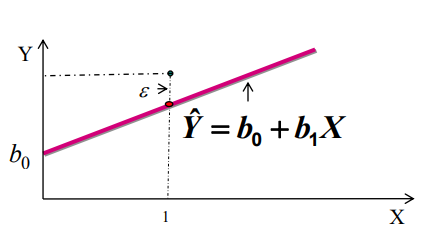 Y
ε
Ŷ = b₀ + b₁X
b₀
1
X